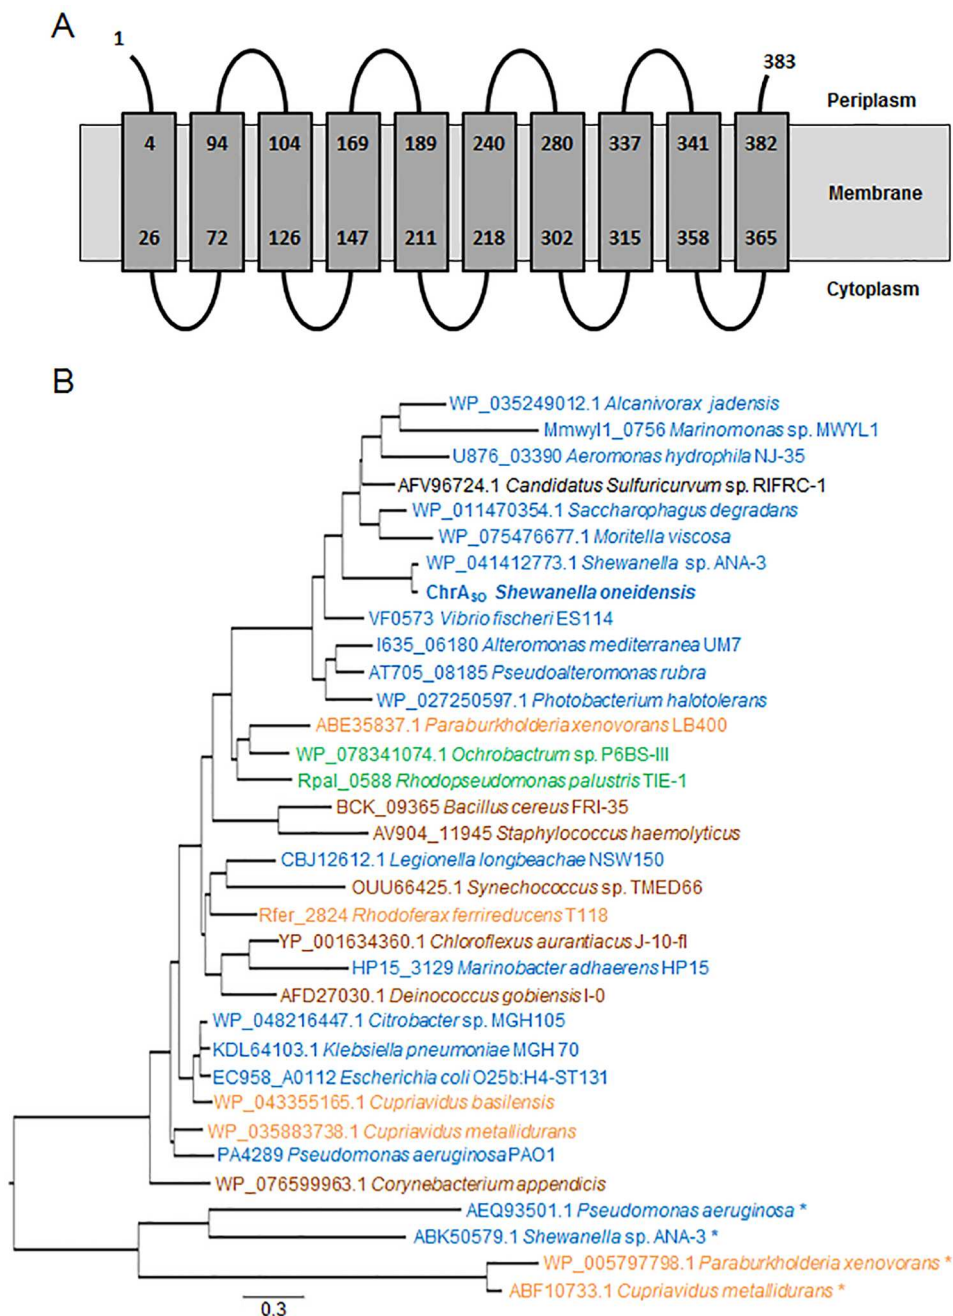 A
1
383
Periplasm
4 94 104 169 189 240 280 337 341 382
Membrane
26 72 126 147 211 218 302 315 358 365
Cytoplasm
B
WP_035249012.1 Alcanivorax jadensis
Mmwyl1_0756 Marinomonas sp. MWYL1
U876_03390 Aeromonas hydrophila NJ-35
AFV96724.1 Candidatus Sulfuricurvum sp. RIFRC-1
WP_011470354.1 Saccharophagus degradans
WP_075476677.1 Moritella viscosa
WP_041412773.1 Shewanella sp. ANA-3
ChrASO Shewanella oneidensis
VF0573 Vibrio fischeri ES114
I635_06180 Alteromonas mediterranea UM7
AT705_08185 Pseudoalteromonas rubra
WP_027250597.1 Photobacterium halotolerans
ABE35837.1 Paraburkholderia xenovorans LB400
WP_078341074.1 Ochrobactrum sp. P6BS-III
Rpal_0588 Rhodopseudomonas palustris TIE-1
BCK_09365 Bacillus cereus FRI-35
AV904_11945 Staphylococcus haemolyticus
CBJ12612.1 Legionella longbeachae NSW150
OUU66425.1 Synechococcus sp. TMED66
Rfer_2824 Rhodoferax ferrireducens T118
YP_001634360.1 Chloroflexus aurantiacus J-10-fl
HP15_3129 Marinobacter adhaerens HP15
AFD27030.1 Deinococcus gobiensis I-0
WP_048216447.1 Citrobacter sp. MGH105
KDL64103.1 Klebsiella pneumoniae MGH 70
EC958_A0112 Escherichia coli O25b:H4-ST131
WP_043355165.1 Cupriavidus basilensis
WP_035883738.1 Cupriavidus metallidurans
PA4289 Pseudomonas aeruginosa PAO1
WP_076599963.1 Corynebacterium appendicis
AEQ93501.1 Pseudomonas aeruginosa *
ABK50579.1 Shewanella sp. ANA-3 *
WP_005797798.1 Paraburkholderia xenovorans *
ABF10733.1 Cupriavidus metallidurans *
0.3